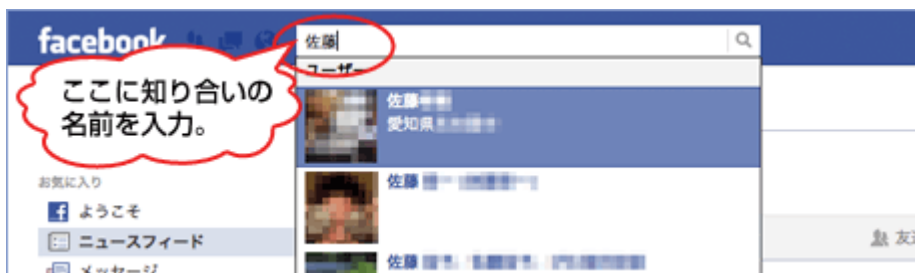 facebook
佐藤
ユーザー
ここに知り合いの
名前を入力。
佐藤
愛知県
お気に入り
佐藤
ようこそ
ニュースフィード
友達
メッセージ
佐藤